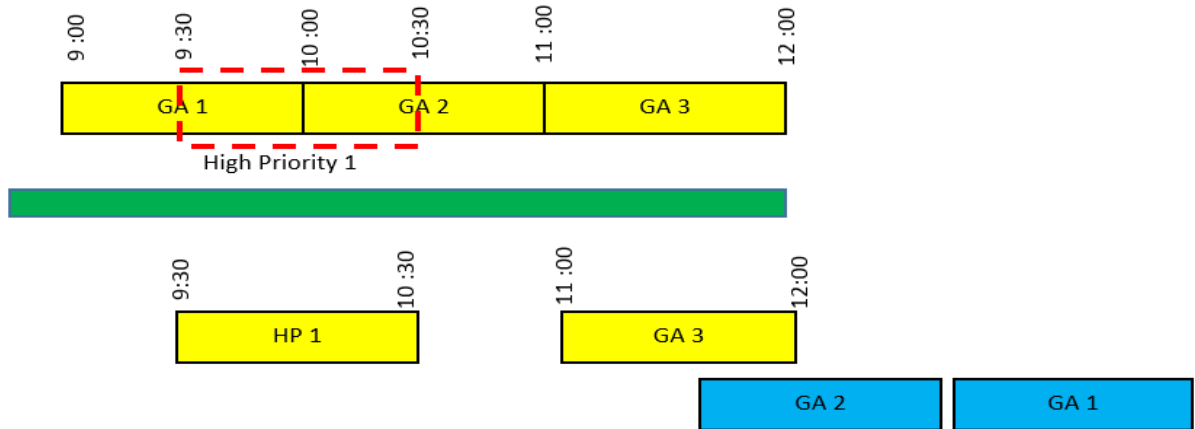 9 :00
9 :30
10 :00
10:30
11 :00
12 :00
GA 1
GA 2
GA 3
High Priority 1
9:30
10 :30
11 :00
12:00
HP 1
GA 3
GA 2
GA 1